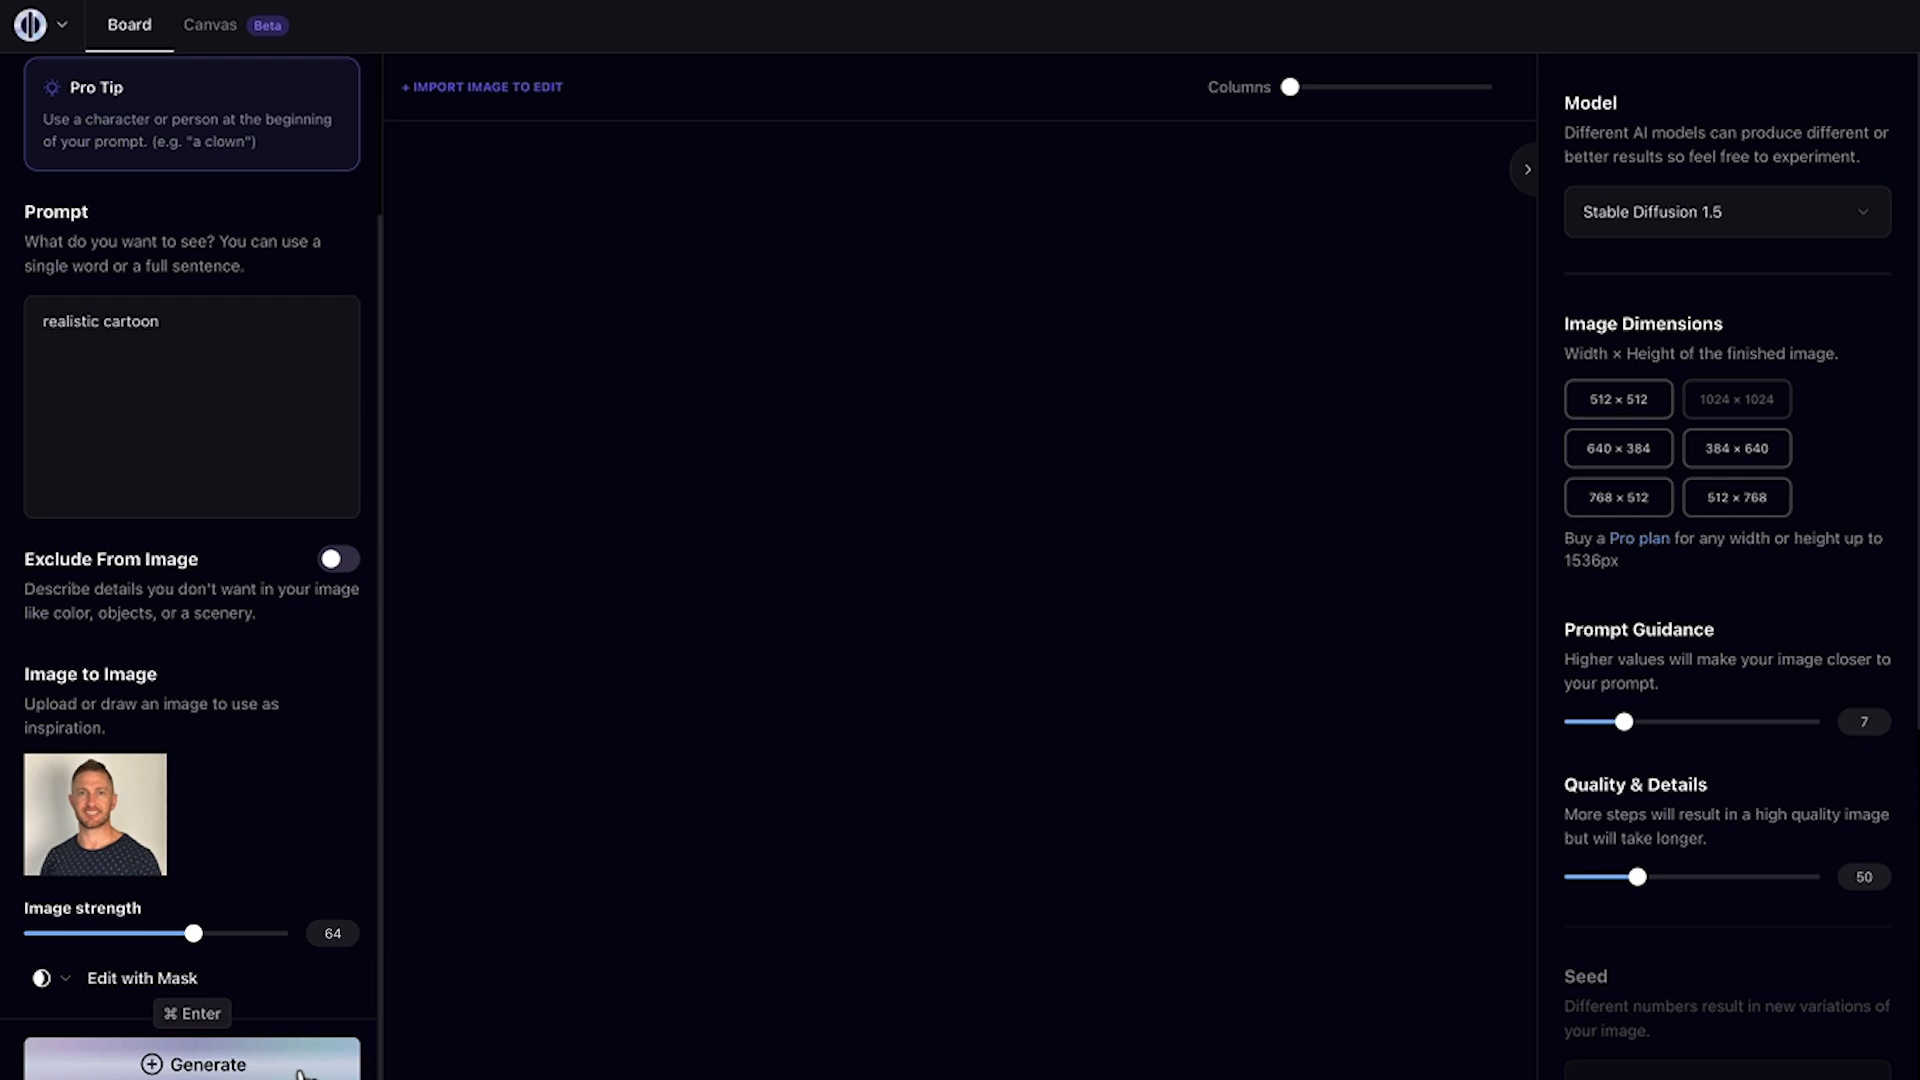 Board
Canvas Beta
Pro Tip
Use a character or person at the beginning
of your prompt. (e.g. "a clown")
Prompt
What do you want to see? You can use a
single word or a full sentence.
realistic cartoon
Exclude From Image
Describe details you don't want in your image
like color, objects, or a scenery.
Image to Image
Upload or draw an image to use as
inspiration.
Image strength
64
Edit with Mask
⌘ Enter
Generate
+ IMPORT IMAGE TO EDIT
Columns
Model
Different AI models can produce different or
better results so feel free to experiment.
Stable Diffusion 1.5
Image Dimensions
Width × Height of the finished image.
512 × 512 1024 × 1024
640 × 384 384 × 640
768 × 512 512 × 768
Buy a Pro plan for any width or height up to
1536px
Prompt Guidance
Higher values will make your image closer to
your prompt.
7
Quality & Details
More steps will result in a high quality image
but will take longer.
50
Seed
Different numbers result in new variations of
your image.